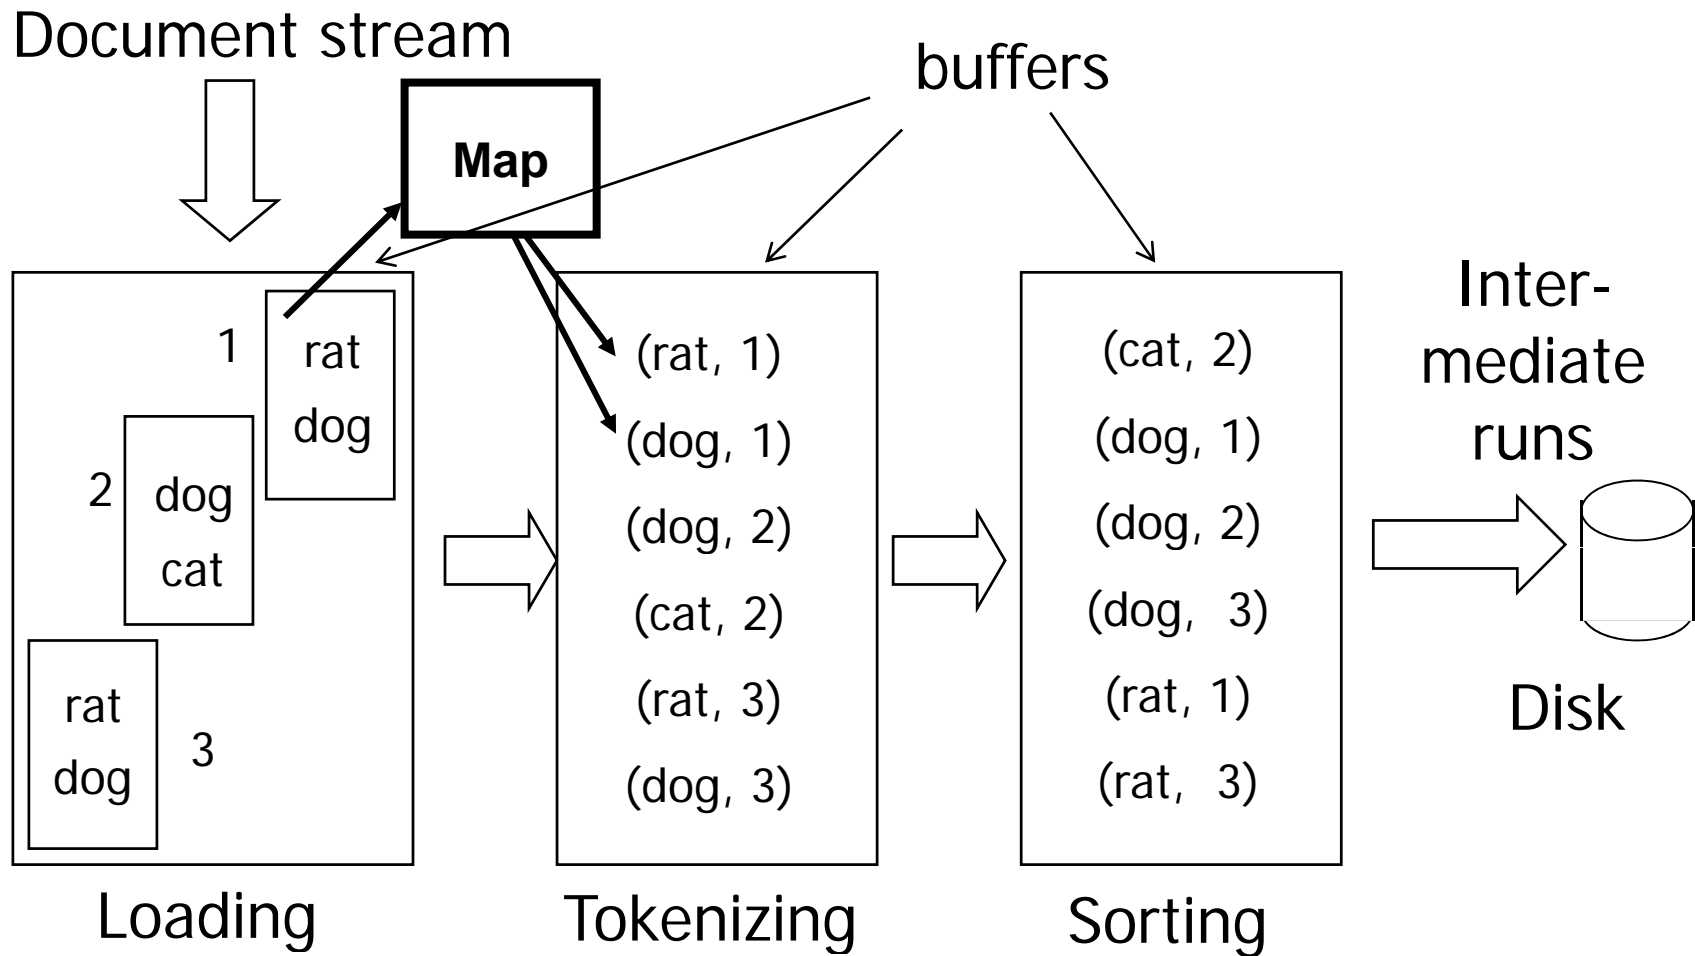 Document stream
buffers
Map
1
rat
dog
2
dog
cat
rat
dog
3
(rat, 1)
(dog, 1)
(dog, 2)
(cat, 2)
(rat, 3)
(dog, 3)
(cat, 2)
(dog, 1)
(dog, 2)
(dog, 3)
(rat, 1)
(rat, 3)
Inter-
mediate
runs
Disk
Loading
Tokenizing
Sorting